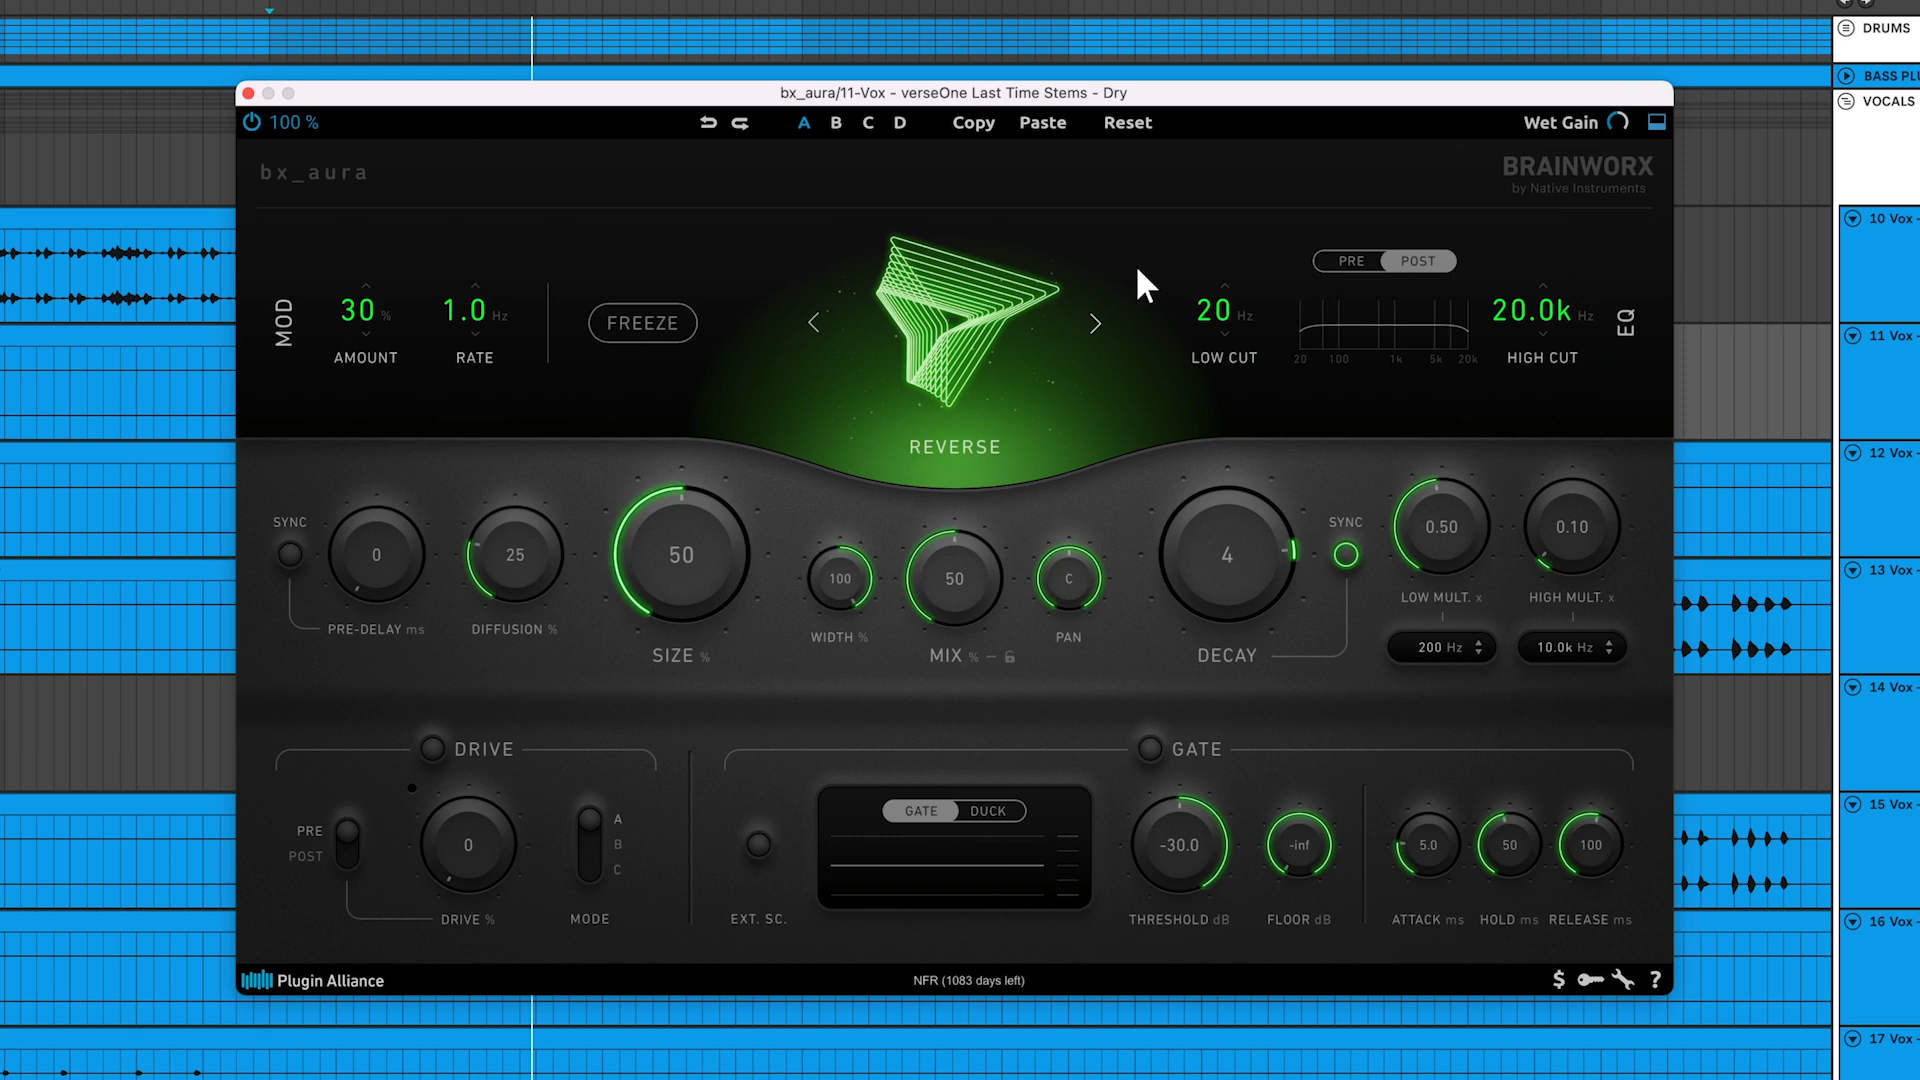 DRUMS
BASS PLU
VOCALS
bx_aura/11-Vox - verseOne Last Time Stems - Dry
100 %
A B C D Copy Paste Reset
Wet Gain
bx_aura
BRAINWORX
by Native Instruments
MOD
30 %
AMOUNT
1.0 Hz
RATE
FREEZE
REVERSE
PRE POST
20 Hz
LOW CUT
20 100 1k 5k 20k
20.0k Hz
HIGH CUT
EQ
SYNC
0
PRE-DELAY ms
25
DIFFUSION %
50
SIZE %
100
WIDTH %
50
MIX %
C
PAN
4
DECAY
SYNC
0.50
LOW MULT. x
200 Hz
0.10
HIGH MULT. x
10.0k Hz
DRIVE
PRE
POST
0
DRIVE %
A
B
C
MODE
GATE
EXT. SC.
GATE DUCK
-30.0
THRESHOLD dB
-inf
FLOOR dB
5.0
ATTACK ms
50
HOLD ms
100
RELEASE ms
Plugin Alliance
NFR (1083 days left)
$ ?
10 Vox -
11 Vox -
12 Vox -
13 Vox -
14 Vox -
15 Vox -
16 Vox -
17 Vox -